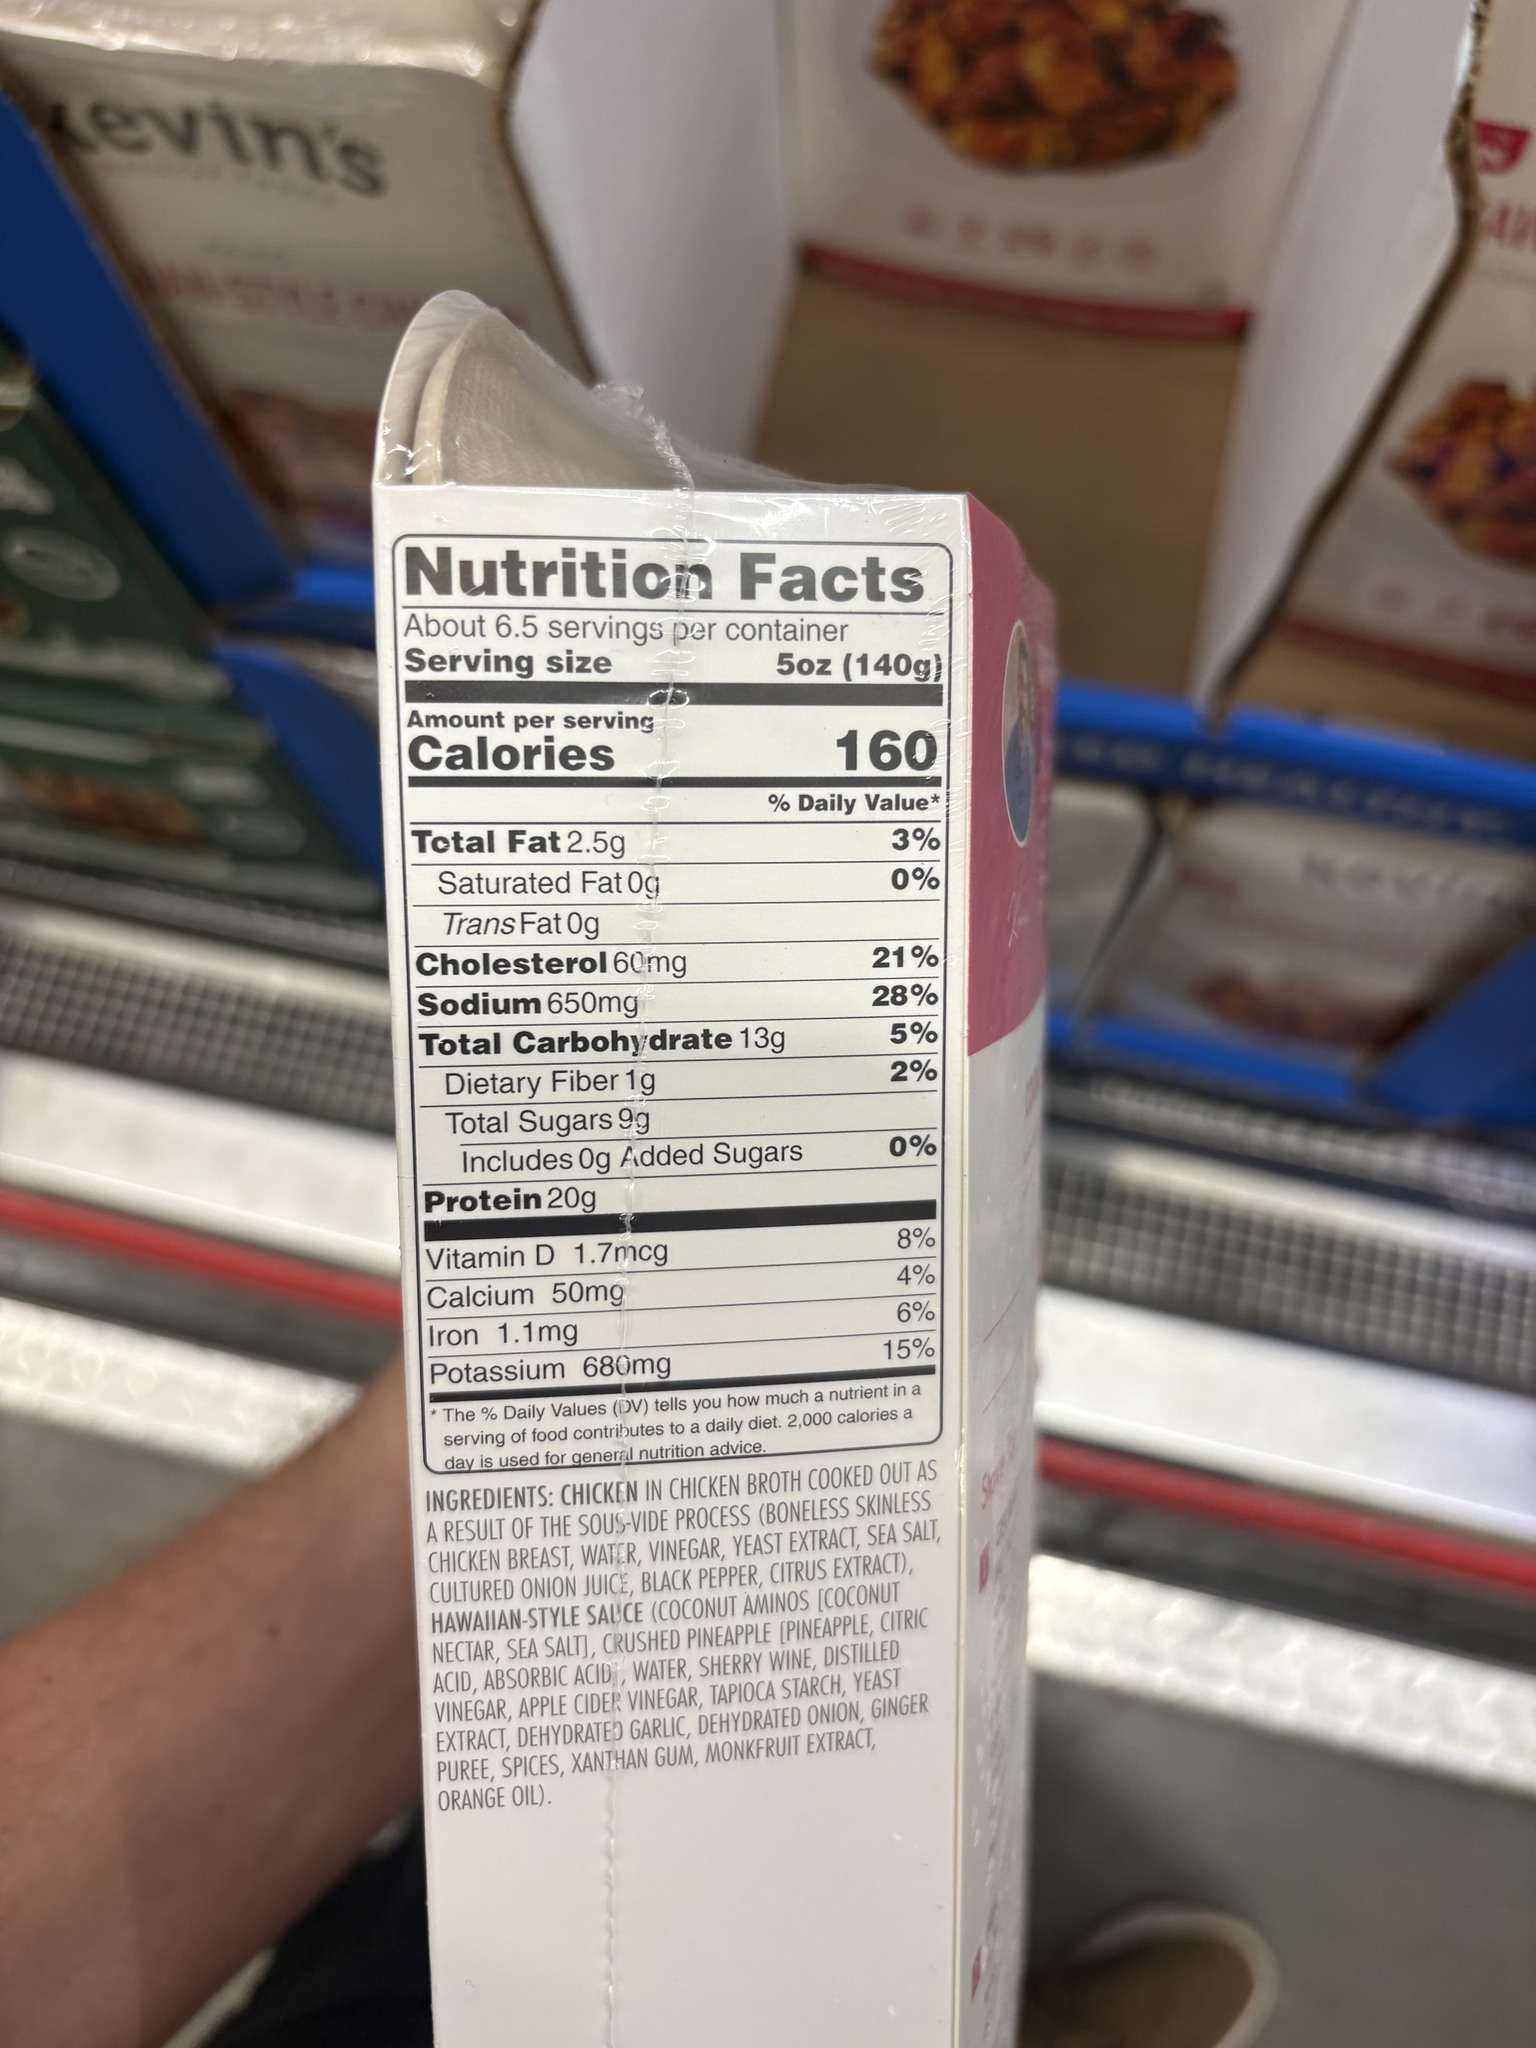 Kevin's
Nutrition Facts
About 6.5 servings per container
Serving size 5oz (140g)
Amount per serving
Calories 160
% Daily Value*
Total Fat 2.5g 3%
Saturated Fat 0g 0%
Trans Fat 0g
Cholesterol 60mg 21%
Sodium 650mg 28%
Total Carbohydrate 13g 5%
Dietary Fiber 1g 2%
Total Sugars 9g
Includes 0g Added Sugars 0%
Protein 20g
Vitamin D 1.7mcg 8%
Calcium 50mg 4%
Iron 1.1mg 6%
Potassium 680mg 15%
* The % Daily Values (DV) tells you how much a nutrient in a
serving of food contributes to a daily diet. 2,000 calories a
day is used for general nutrition advice.
INGREDIENTS: CHICKEN IN CHICKEN BROTH COOKED OUT AS
A RESULT OF THE SOUS-VIDE PROCESS (BONELESS SKINLESS
CHICKEN BREAST, WATER, VINEGAR, YEAST EXTRACT, SEA SALT,
CULTURED ONION JUICE, BLACK PEPPER, CITRUS EXTRACT),
HAWAIIAN-STYLE SAUCE (COCONUT AMINOS [COCONUT
NECTAR, SEA SALT], CRUSHED PINEAPPLE [PINEAPPLE, CITRIC
ACID, ABSORBIC ACID], WATER, SHERRY WINE, DISTILLED
VINEGAR, APPLE CIDER VINEGAR, TAPIOCA STARCH, YEAST
EXTRACT, DEHYDRATED GARLIC, DEHYDRATED ONION, GINGER
PUREE, SPICES, XANTHAN GUM, MONKFRUIT EXTRACT,
ORANGE OIL).